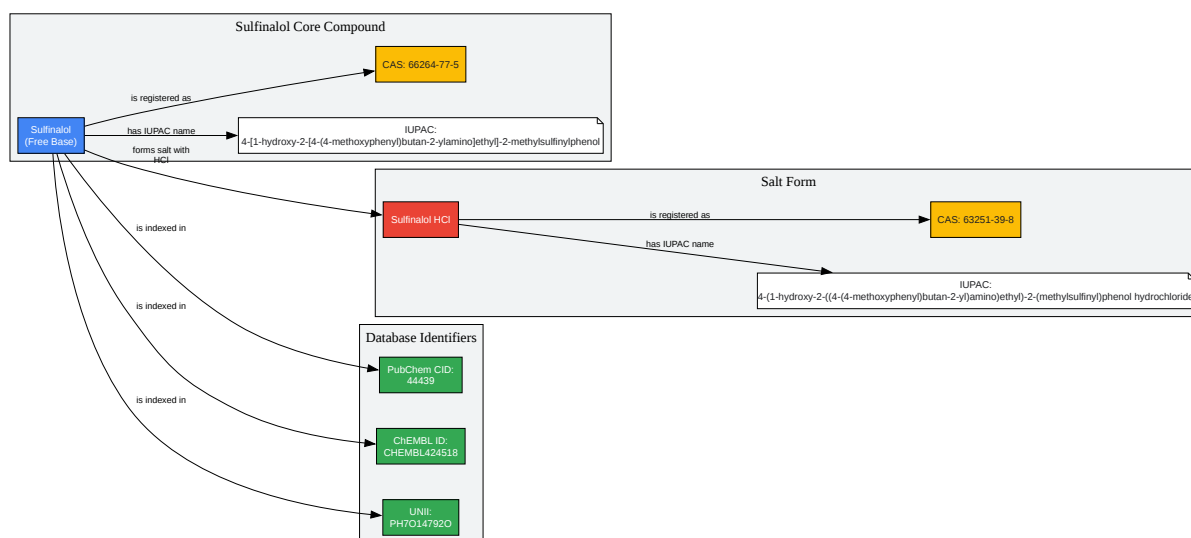 Sulfinalol Core Compound
CAS: 66264-77-5
is registered as
Sulfinalol
(Free Base)
has IUPAC name
IUPAC:
4-[1-hydroxy-2-[4-(4-methoxyphenyl)butan-2-ylamino]ethyl]-2-methylsulfinylphenol
forms salt with
HCl
Salt Form
Sulfinalol HCl
is registered as
CAS: 63251-39-8
has IUPAC name
IUPAC:
4-(1-hydroxy-2-((4-(4-methoxyphenyl)butan-2-yl)amino)ethyl)-2-(methylsulfinyl)phenol hydrochloride
is indexed in
is indexed in
is indexed in
Database Identifiers
PubChem CID:
44439
ChEMBL ID:
CHEMBL424518
UNII:
PH7O14792O